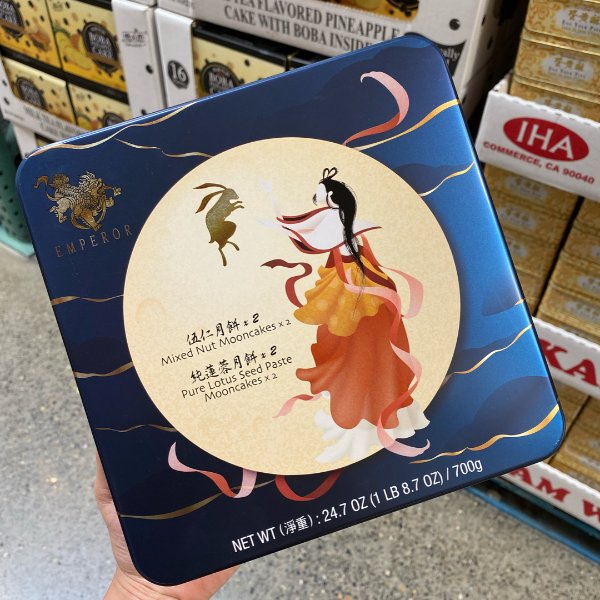 TEA FLAVORED PINEAPPLE
CAKE WITH BOBA INSIDE
16
IHA
COMMERCE, CA 90040
EMPEROR
伍仁月餅 x 2
Mixed Nut Mooncakes x 2
純蓮蓉月餅 x 2
Pure Lotus Seed Paste
Mooncakes x 2
NET WT (淨重) : 24.7 OZ (1 LB 8.7 OZ) / 700g